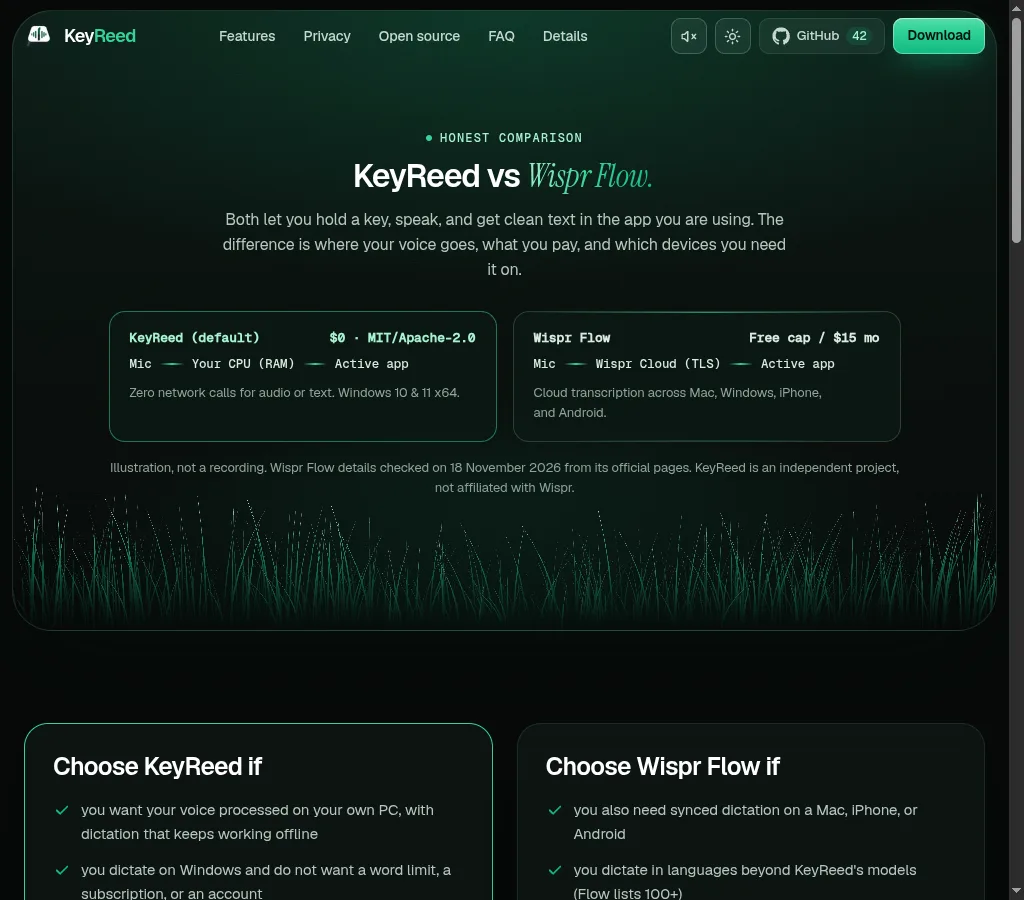 KeyReed
Features Privacy Open source FAQ Details
GitHub 42
Download
HONEST COMPARISON
KeyReed vs Wispr Flow.
Both let you hold a key, speak, and get clean text in the app you are using. The
difference is where your voice goes, what you pay, and which devices you need
it on.
KeyReed (default) $0 · MIT/Apache-2.0
Mic Your CPU (RAM) Active app
Zero network calls for audio or text. Windows 10 & 11 x64.
Wispr Flow Free cap / $15 mo
Mic Wispr Cloud (TLS) Active app
Cloud transcription across Mac, Windows, iPhone,
and Android.
Illustration, not a recording. Wispr Flow details checked on 18 November 2026 from its official pages. KeyReed is an independent project,
not affiliated with Wispr.
Choose KeyReed if
you want your voice processed on your own PC, with
dictation that keeps working offline
you dictate on Windows and do not want a word limit, a
subscription, or an account
Choose Wispr Flow if
you also need synced dictation on a Mac, iPhone, or
Android
you dictate in languages beyond KeyReed's models
(Flow lists 100+)